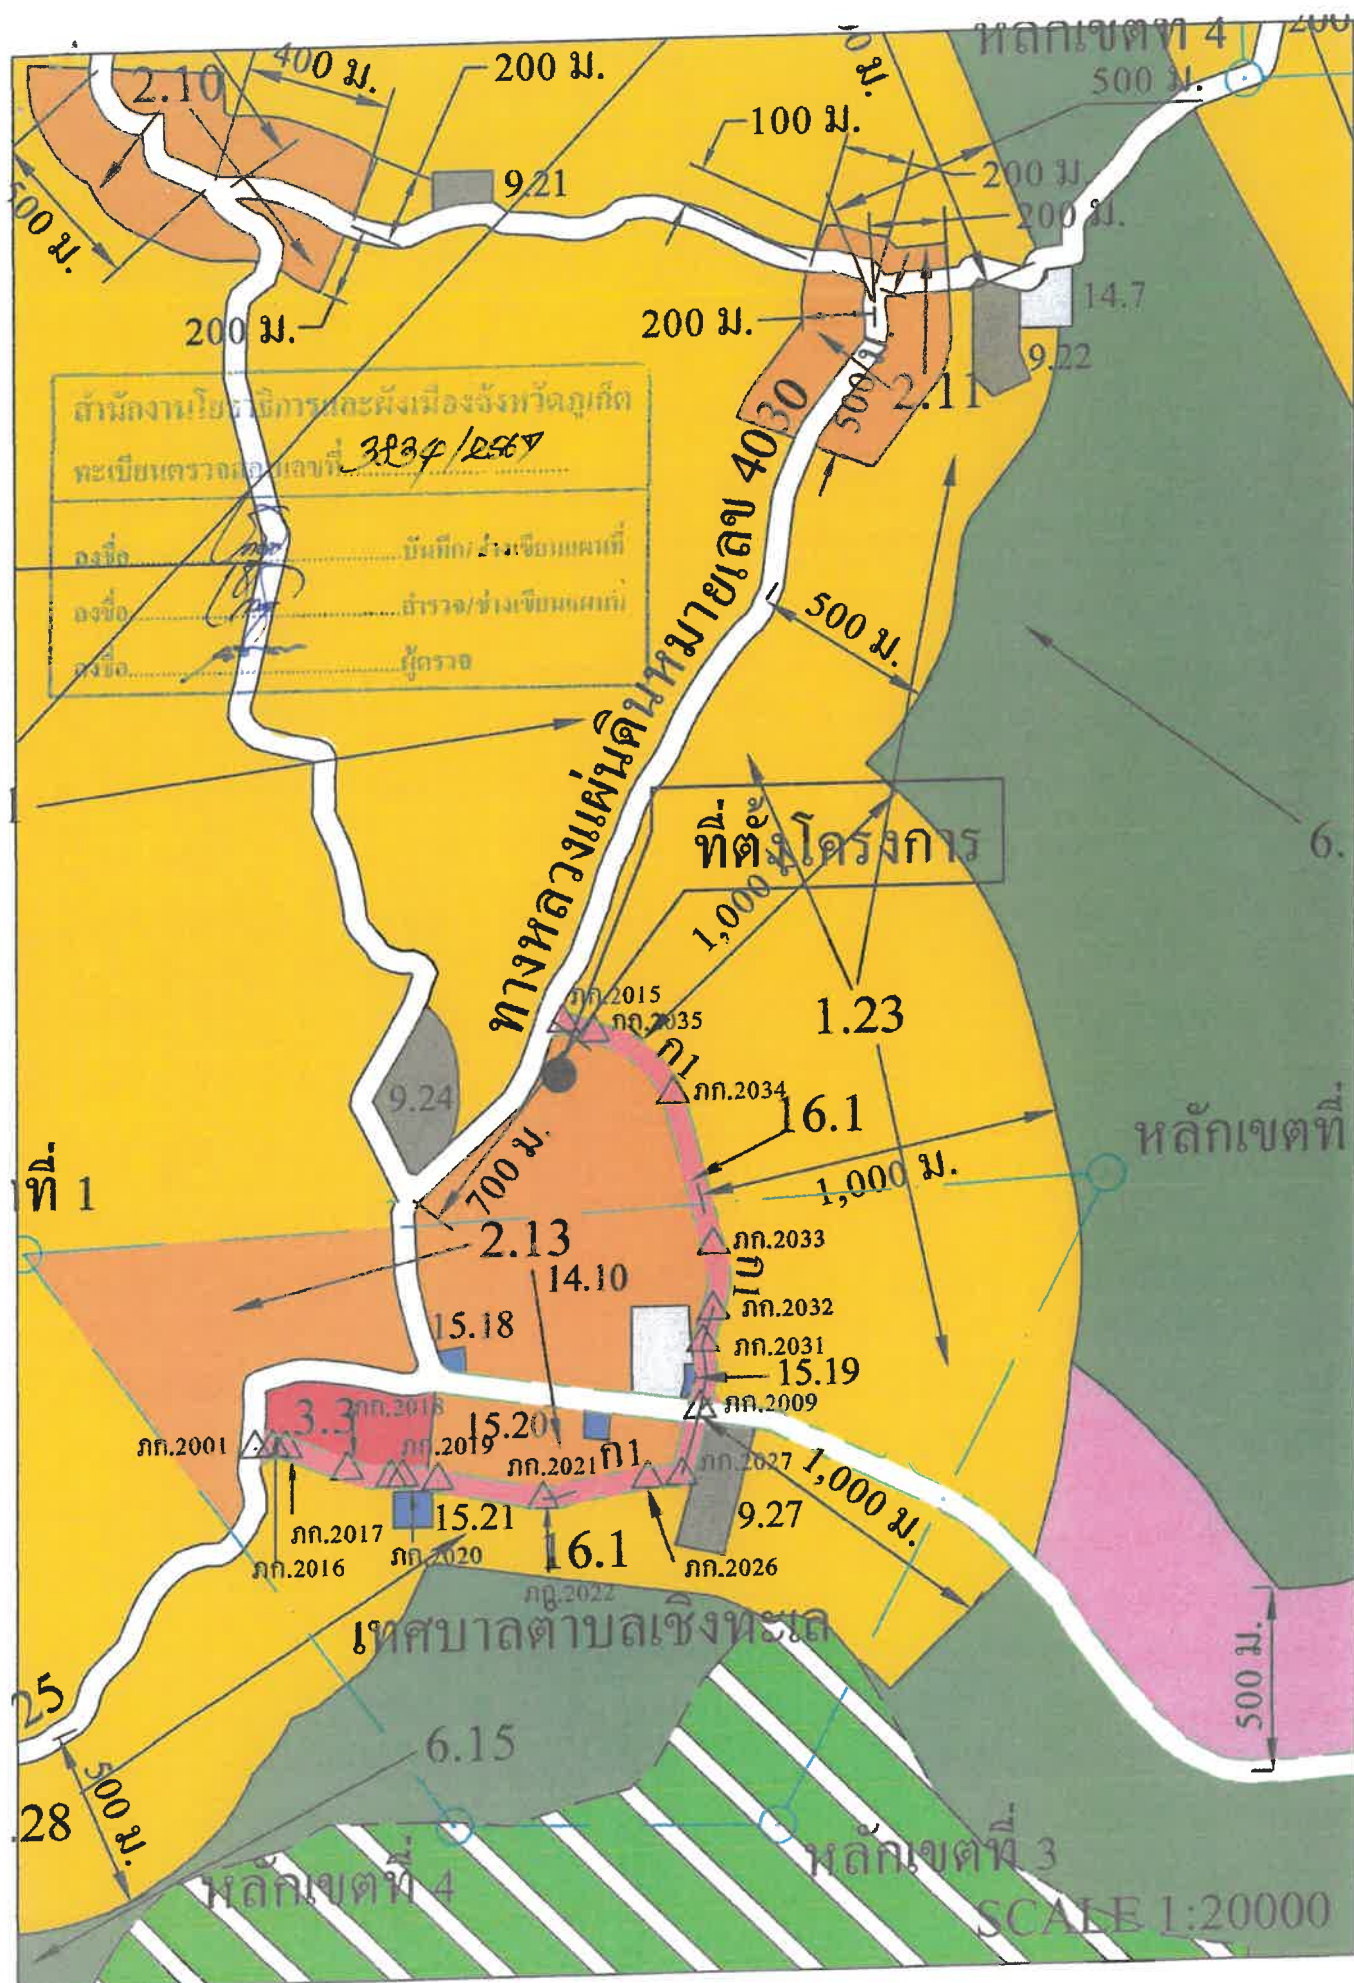 หลักเขตที่ 4
200
400 ม.
200 ม.
0 ม.
500 ม.
2.10
100 ม.
9.21
200 ม.
200 ม.
500 ม.
200 ม.
200 ม.
14.7
9.22
2.11
500 ม.
สำนักงานโยธาธิการและผังเมืองจังหวัดภูเก็ต
ทะเบียนตรวจสอบเลขที่
ลงชื่อ บันทึก/ช่างเขียนแผนที่
ลงชื่อ สำรวจ/ช่างเขียนแผนที่
ลงชื่อ ผู้ตรวจ
ทางหลวงแผ่นดินหมายเลข 4030
500 ม.
6.
ที่ตั้งโครงการ
1,000
1.23
ภก.2015
ภก.2035
ก1
ภก.2034
9.24
16.1
หลักเขตที่
1,000 ม.
ที่ 1
700 ม.
2.13
14.10
ภก.2033
ก1
ภก.2032
15.18
ภก.2031
15.19
ภก.2009
3.3
ภก.2018
15.20
ภก.2001
ภก.2019
ภก.2021
ก1
ภก.2027
1,000 ม.
9.27
15.21
ภก.2017
ภก.2016
ภก.2020
16.1
ภก.2026
ภก.2022
เทศบาลตำบลเชิงทะเล
25
6.15
500 ม.
500 ม.
.28
หลักเขตที่ 3
หลักเขตที่ 4
SCALE 1:20000